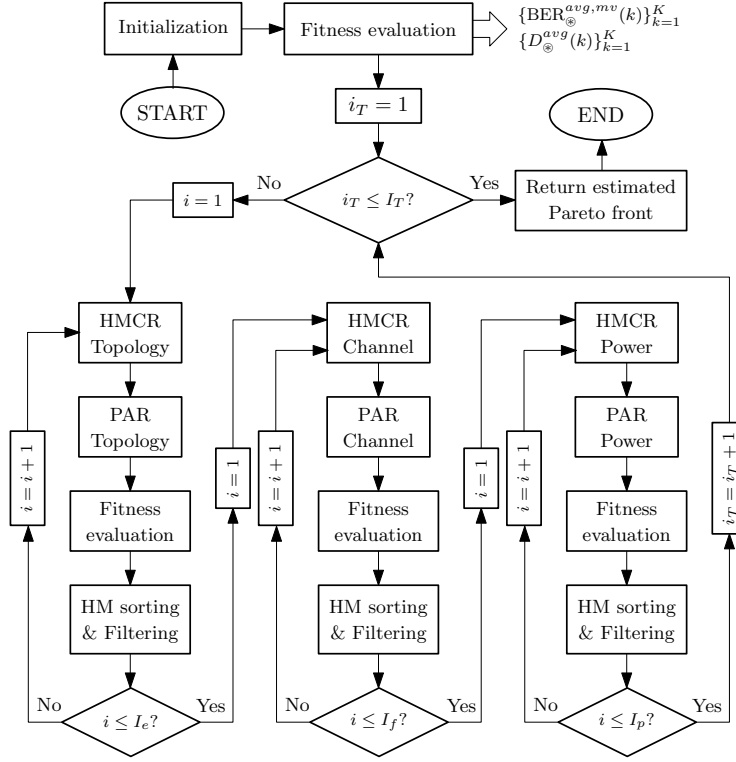 Initialization
Fitness evaluation
{BER_⊛^{avg,mv}(k)}_{k=1}^K
{D_⊛^{avg}(k)}_{k=1}^K
START
i_T = 1
END
No
i_T ≤ I_T?
Yes
i = 1
Return estimated
Pareto front
HMCR
Topology
PAR
Topology
i = i + 1
Fitness
evaluation
HM sorting
& Filtering
No
i ≤ I_e?
Yes
i = 1
HMCR
Channel
PAR
Channel
i = i + 1
Fitness
evaluation
HM sorting
& Filtering
No
i ≤ I_f?
Yes
i = 1
HMCR
Power
PAR
Power
i = i + 1
Fitness
evaluation
HM sorting
& Filtering
No
i ≤ I_p?
Yes
i_T = i_T + 1